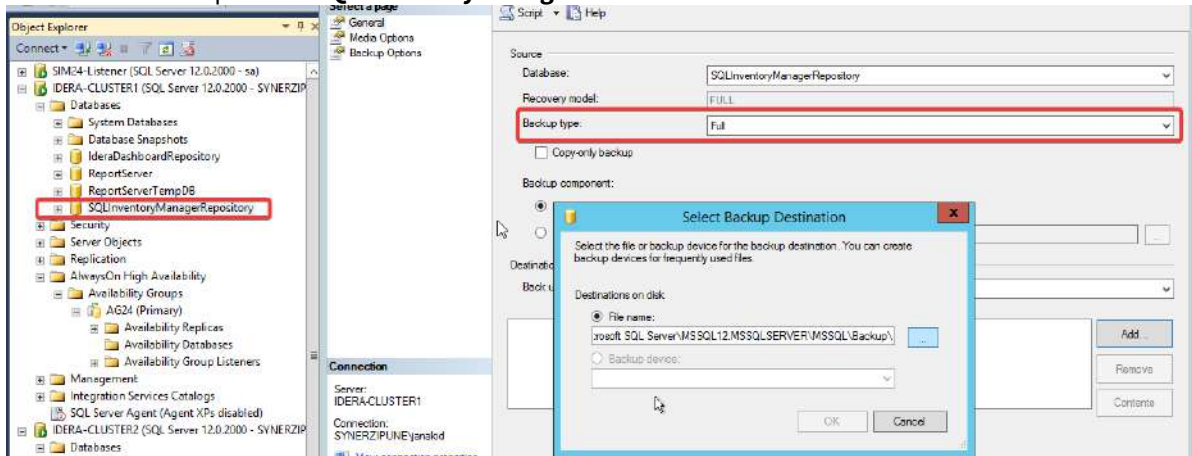 Object Explorer
Connect
SIM24-Listener (SQL Server 12.0.2000 - sa)
IDERA-CLUSTER1 (SQL Server 12.0.2000 - SYNERZIP
Databases
System Databases
Database Snapshots
IderaDashboardRepository
ReportServer
ReportServerTempDB
SQLInventoryManagerRepository
Security
Server Objects
Replication
AlwaysOn High Availability
Availability Groups
AG24 (Primary)
Availability Replicas
Availability Databases
Availability Group Listeners
Management
Integration Services Catalogs
SQL Server Agent (Agent XPs disabled)
IDERA-CLUSTER2 (SQL Server 12.0.2000 - SYNERZIP
Databases
Select a page
General
Media Options
Backup Options
Connection
Server:
IDERA-CLUSTER1
Connection:
SYNERZIPUNE\janakid
View connection properties
Script Help
Source
Database: SQLInventoryManagerRepository
Recovery model: FULL
Backup type: Full
Copy-only backup
Backup component:
Destinatio
Back u
Add...
Remove
Contents
Select Backup Destination
x
Select the file or backup device for the backup destination. You can create
backup devices for frequently used files.
Destinations on disk
File name:
rosoft SQL Server\MSSQL12.MSSQLSERVER\MSSQL\Backup\ ...
Backup device:
OK Cancel